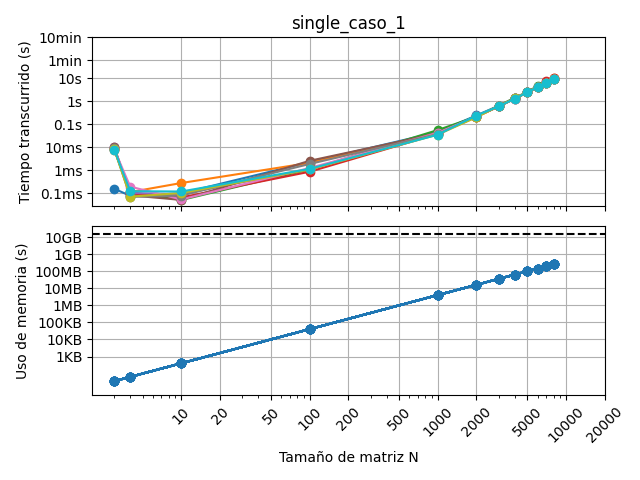 single_caso_1
Tiempo transcurrido (s)
10min
1min
10s
1s
0.1s
10ms
1ms
0.1ms
Uso de memoria (s)
10GB
1GB
100MB
10MB
1MB
100KB
10KB
1KB
10
20
50
100
200
500
1000
2000
5000
10000
20000
Tamaño de matriz N